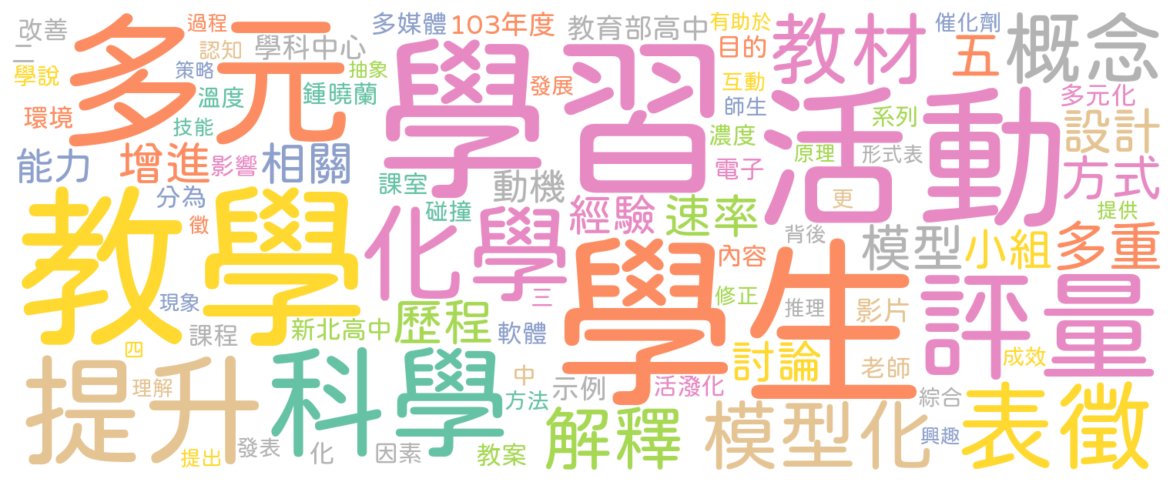 改善
過程
多媒體
103年度
教育部高中
有助於
催化劑
二
多元
認知
學科中心
學習
目的
教材
五
概念
學說
策略
抽象
發展
互動
環境
溫度
鍾曉蘭
師生
活動
系列
多元化
技能
濃度
設計
能力
增進
影響
相關
課室
動機
電子
原理
形式表
方式
分為
碰撞
經驗
速率
更
提供
教學
徵
化學
學生
內容
背後
模型
小組
多重
現象
三
修正
推理
影片
評量
課程
新北高中
歷程
軟體
四
提升
理解
科學
中
示例
活潑化
討論
老師
成效
方法
解釋
模型化
綜合
表徵
提出
發表
化
因素
教案
興趣